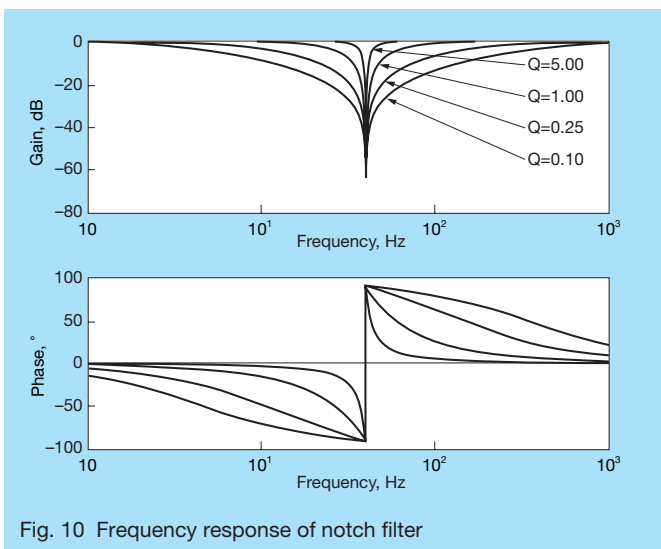 0
−20
−40
−60
−80
Gain, dB
Q=5.00
Q=1.00
Q=0.25
Q=0.10
10 10¹ 10² 10³
Frequency, Hz
100
50
0
−50
−100
Phase, °
10 10¹ 10² 10³
Frequency, Hz
Fig. 10 Frequency response of notch filter